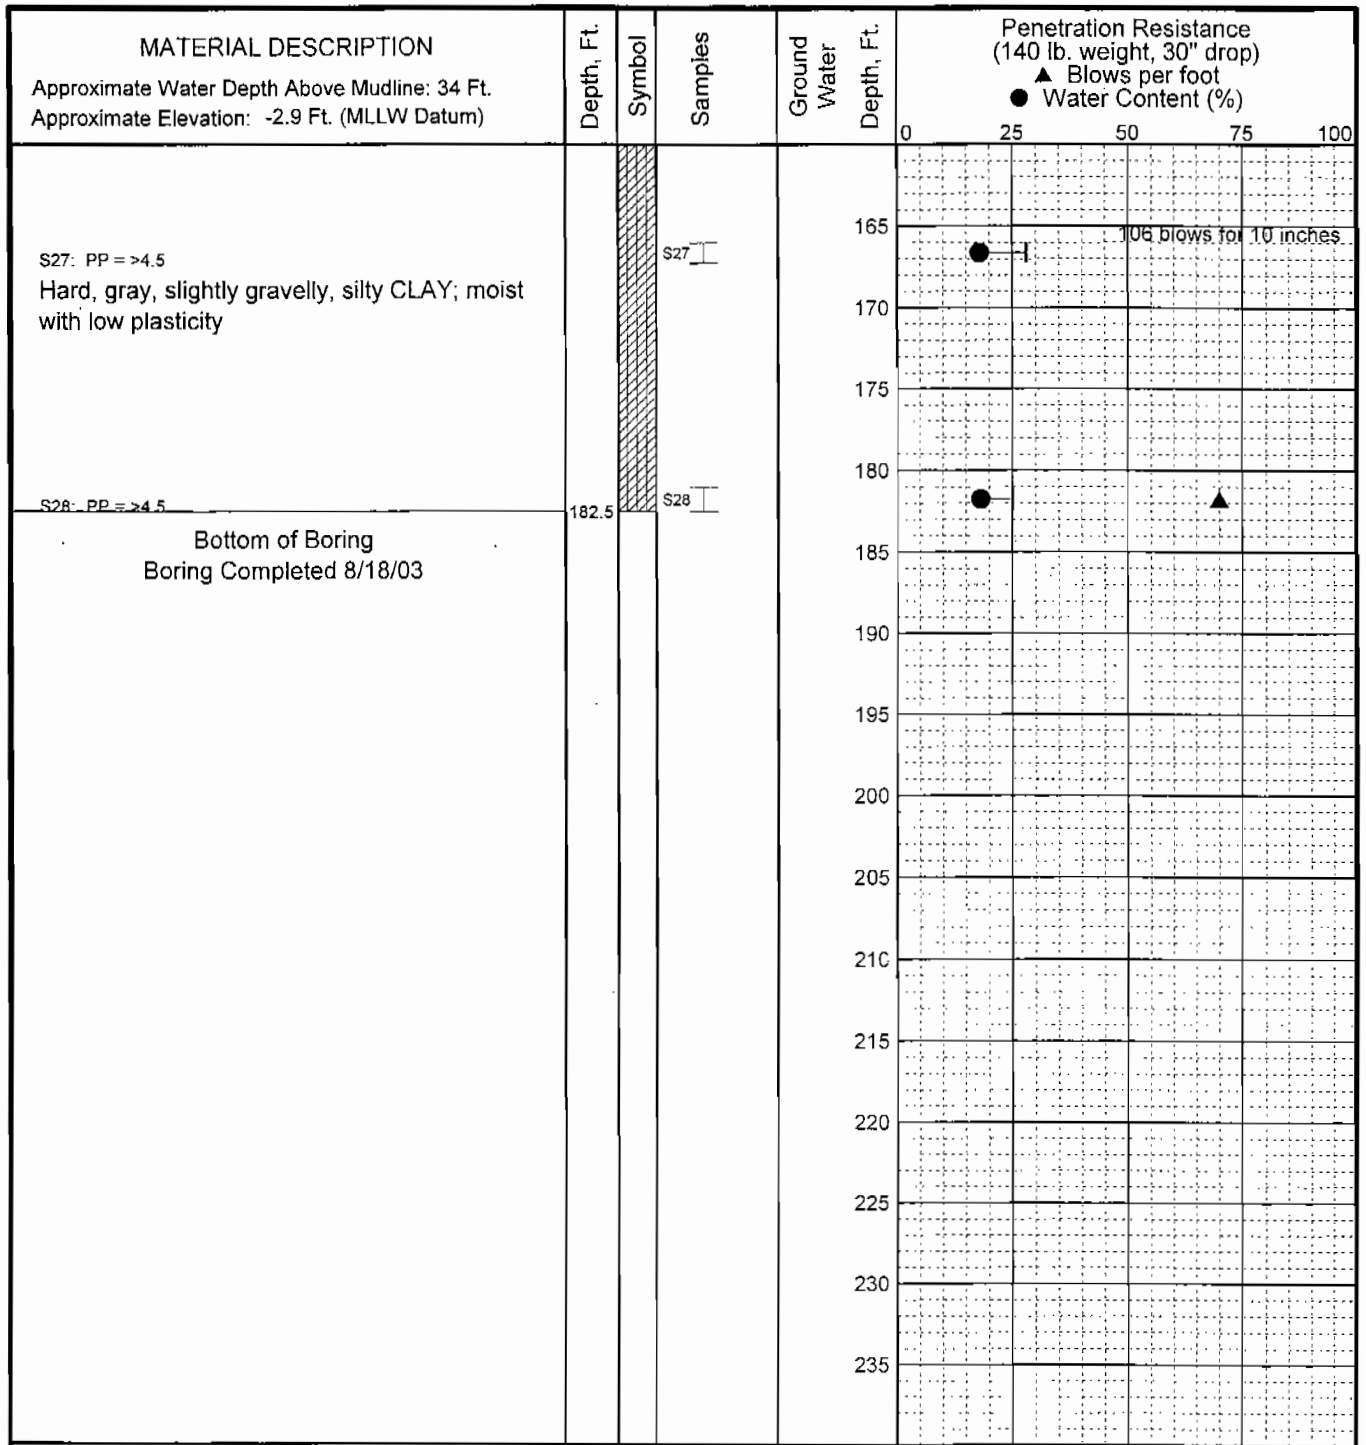 MATERIAL DESCRIPTION
Approximate Water Depth Above Mudline: 34 Ft.
Approximate Elevation: -2.9 Ft. (MLLW Datum)
Depth, Ft.
Symbol
Samples
Ground
Water
Depth, Ft.
Penetration Resistance
(140 lb. weight, 30" drop)
▲ Blows per foot
● Water Content (%)
0 25 50 75 100
165
106 blows for 10 inches
S27: PP = >4.5
S27
Hard, gray, slightly gravelly, silty CLAY; moist
with low plasticity
170
175
180
S28: PP = >4.5
S28
182.5
Bottom of Boring
Boring Completed 8/18/03
185
190
195
200
205
210
215
220
225
230
235